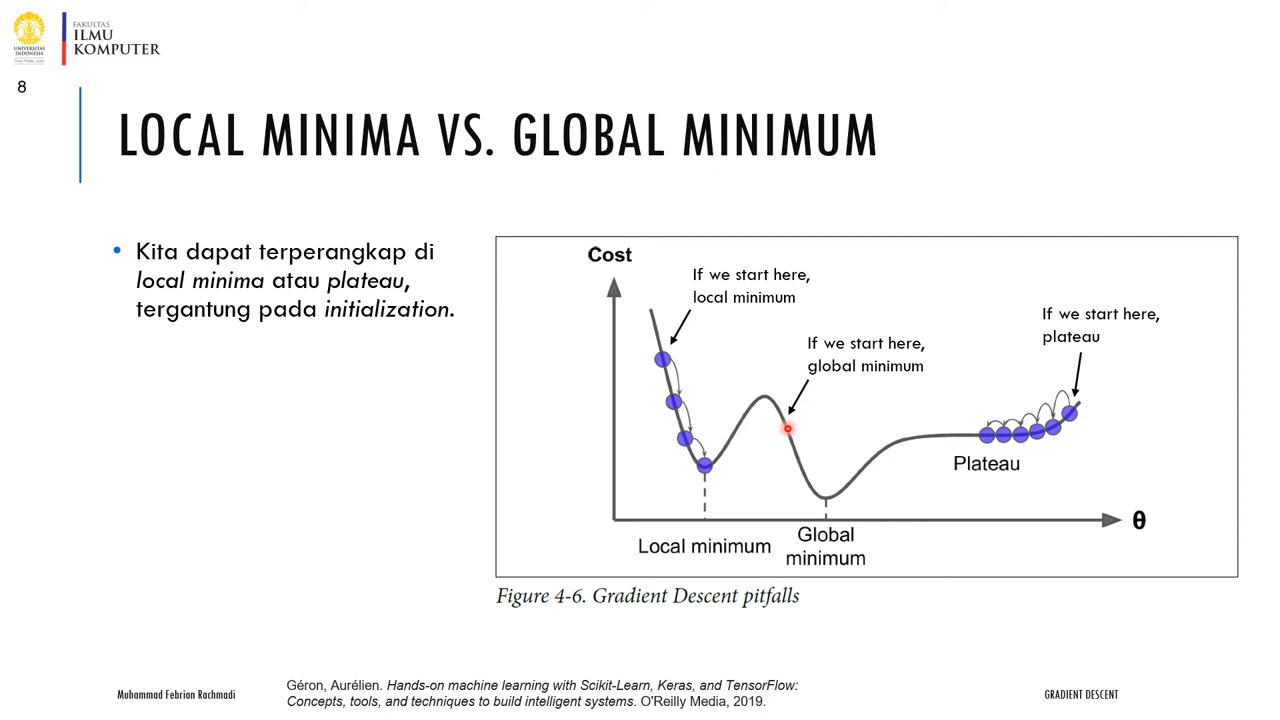 UNIVERSITAS
INDONESIA
FAKULTAS
ILMU
KOMPUTER
8
LOCAL MINIMA VS. GLOBAL MINIMUM
• Kita dapat terperangkap di
local minima atau plateau,
tergantung pada initialization.
Cost
If we start here,
local minimum
If we start here,
global minimum
If we start here,
plateau
Plateau
θ
Local minimum
Global
minimum
Figure 4-6. Gradient Descent pitfalls
Muhammad Febrian Rachmadi
Géron, Aurélien. Hands-on machine learning with Scikit-Learn, Keras, and TensorFlow:
Concepts, tools, and techniques to build intelligent systems. O'Reilly Media, 2019.
GRADIENT DESCENT